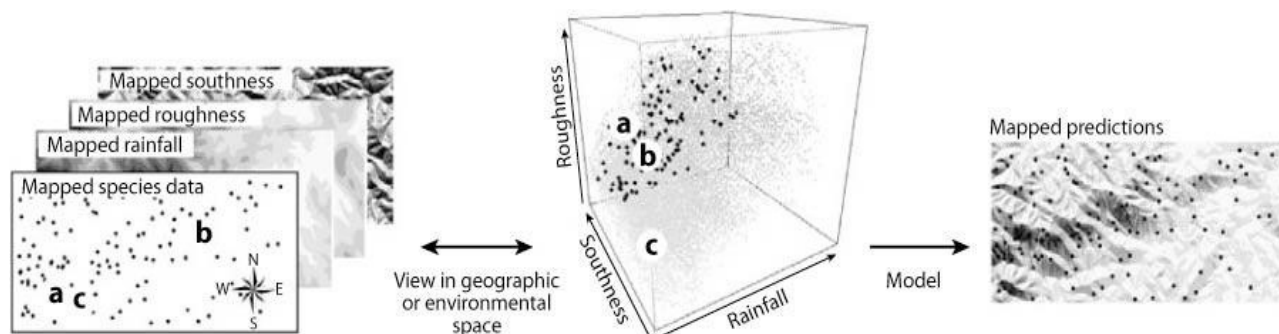 Mapped southness
Mapped roughness
Mapped rainfall
Mapped species data
b
a c
N
W E
S
View in geographic
or environmental
space
Roughness
Southness
Rainfall
a
b
c
Model
Mapped predictions